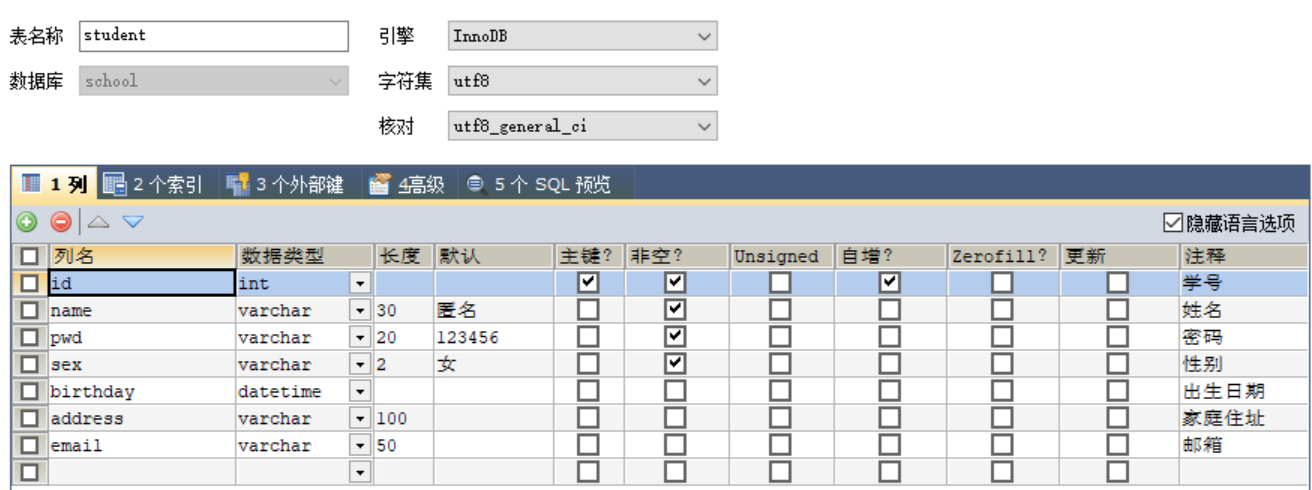 表名称 student 引擎 InnoDB
数据库 school 字符集 utf8
核对 utf8_general_ci
1 列 2 个索引 3 个外部键 4高级 5 个 SQL 预览
隐藏语言选项
列名 数据类型 长度 默认 主键? 非空? Unsigned 自增? Zerofill? 更新 注释
id int 学号
name varchar 30 匿名 姓名
pwd varchar 20 123456 密码
sex varchar 2 女 性别
birthday datetime 出生日期
address varchar 100 家庭住址
email varchar 50 邮箱